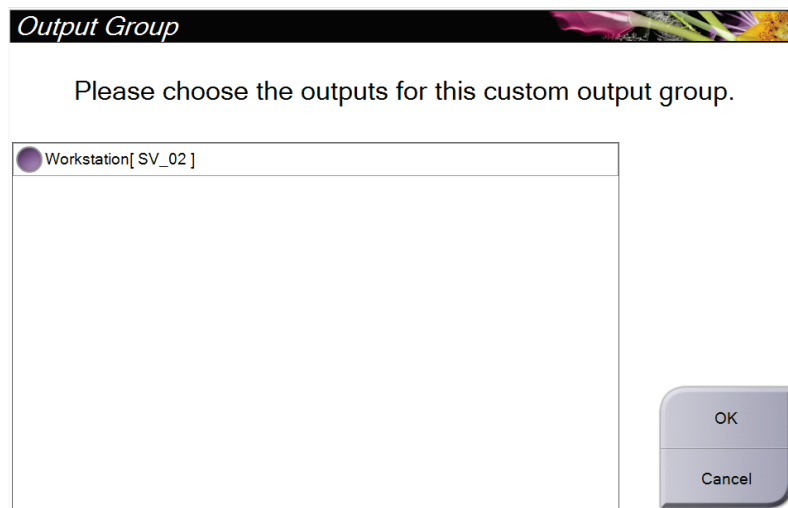 Output Group
Please choose the outputs for this custom output group.
Workstation[ SV_02 ]
OK
Cancel